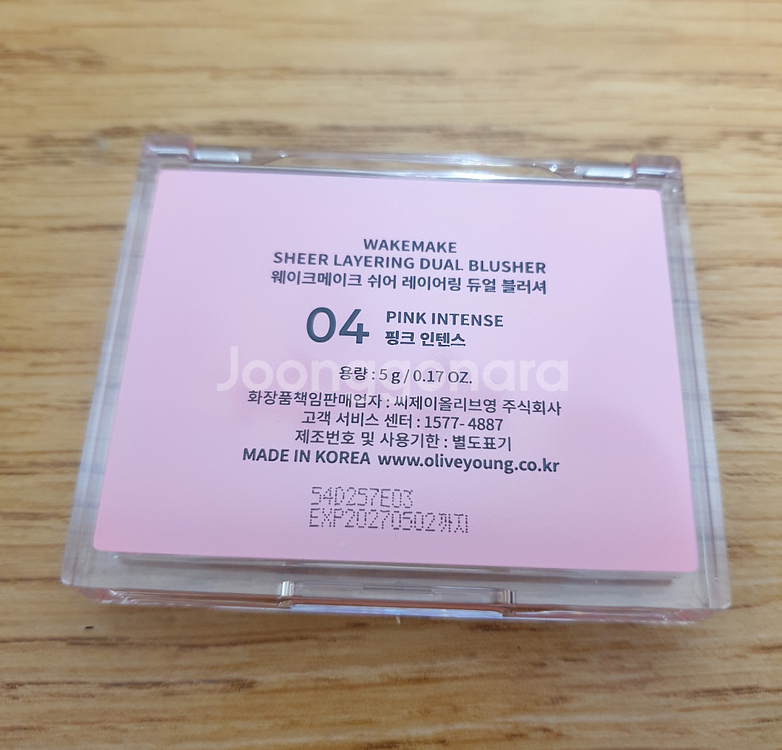 WAKEMAKE
SHEER LAYERING DUAL BLUSHER
웨이크메이크 쉬어 레이어링 듀얼 블러셔
04 PINK INTENSE
핑크 인텐스
Joonggonara
용량 : 5 g / 0.17 OZ.
화장품책임판매업자 : 씨제이올리브영 주식회사
고객 서비스 센터 : 1577- 4887
제조번호 및 사용기한 : 별도표기
MADE IN KOREA www.oliveyoung.co.kr
54D257E03
EXP20270502까지